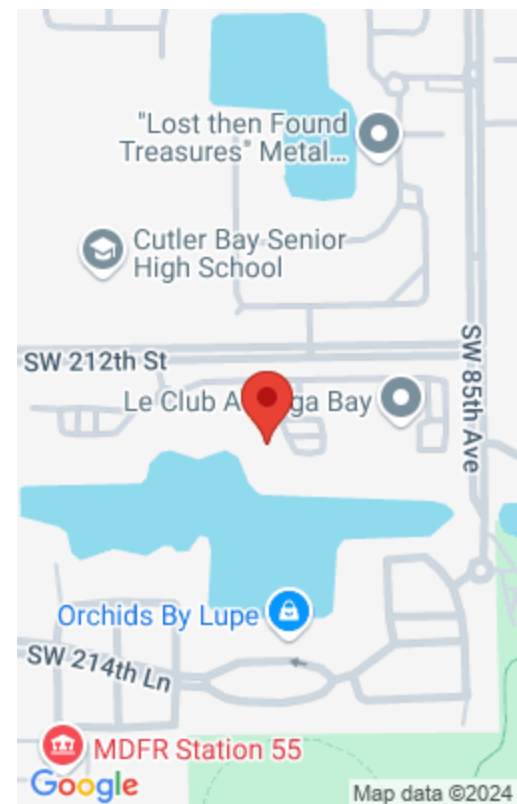 "Lost then Found
Treasures" Metal...
Cutler Bay Senior
High School
SW 212th St
SW 85th Ave
Le Club A ga Bay
Orchids By Lupe
SW 214th Ln
MDFR Station 55
Google
Map data ©2024